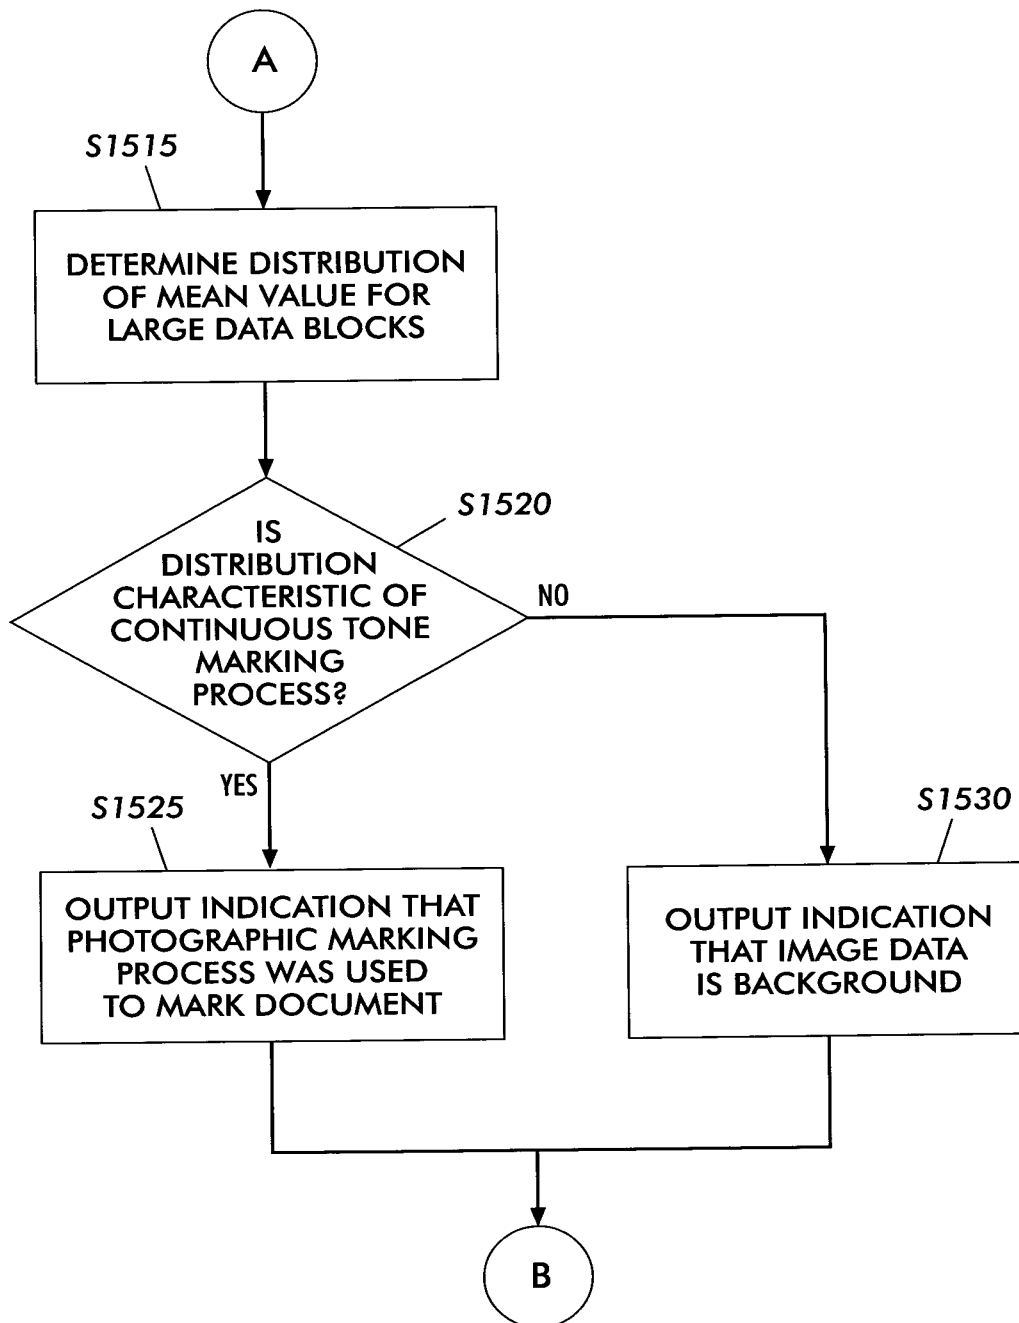 A
S1515
DETERMINE DISTRIBUTION
OF MEAN VALUE FOR
LARGE DATA BLOCKS
S1520
IS
DISTRIBUTION
CHARACTERISTIC OF
CONTINUOUS TONE
MARKING
PROCESS?
NO
YES
S1525
OUTPUT INDICATION THAT
PHOTOGRAPHIC MARKING
PROCESS WAS USED
TO MARK DOCUMENT
S1530
OUTPUT INDICATION
THAT IMAGE DATA
IS BACKGROUND
B